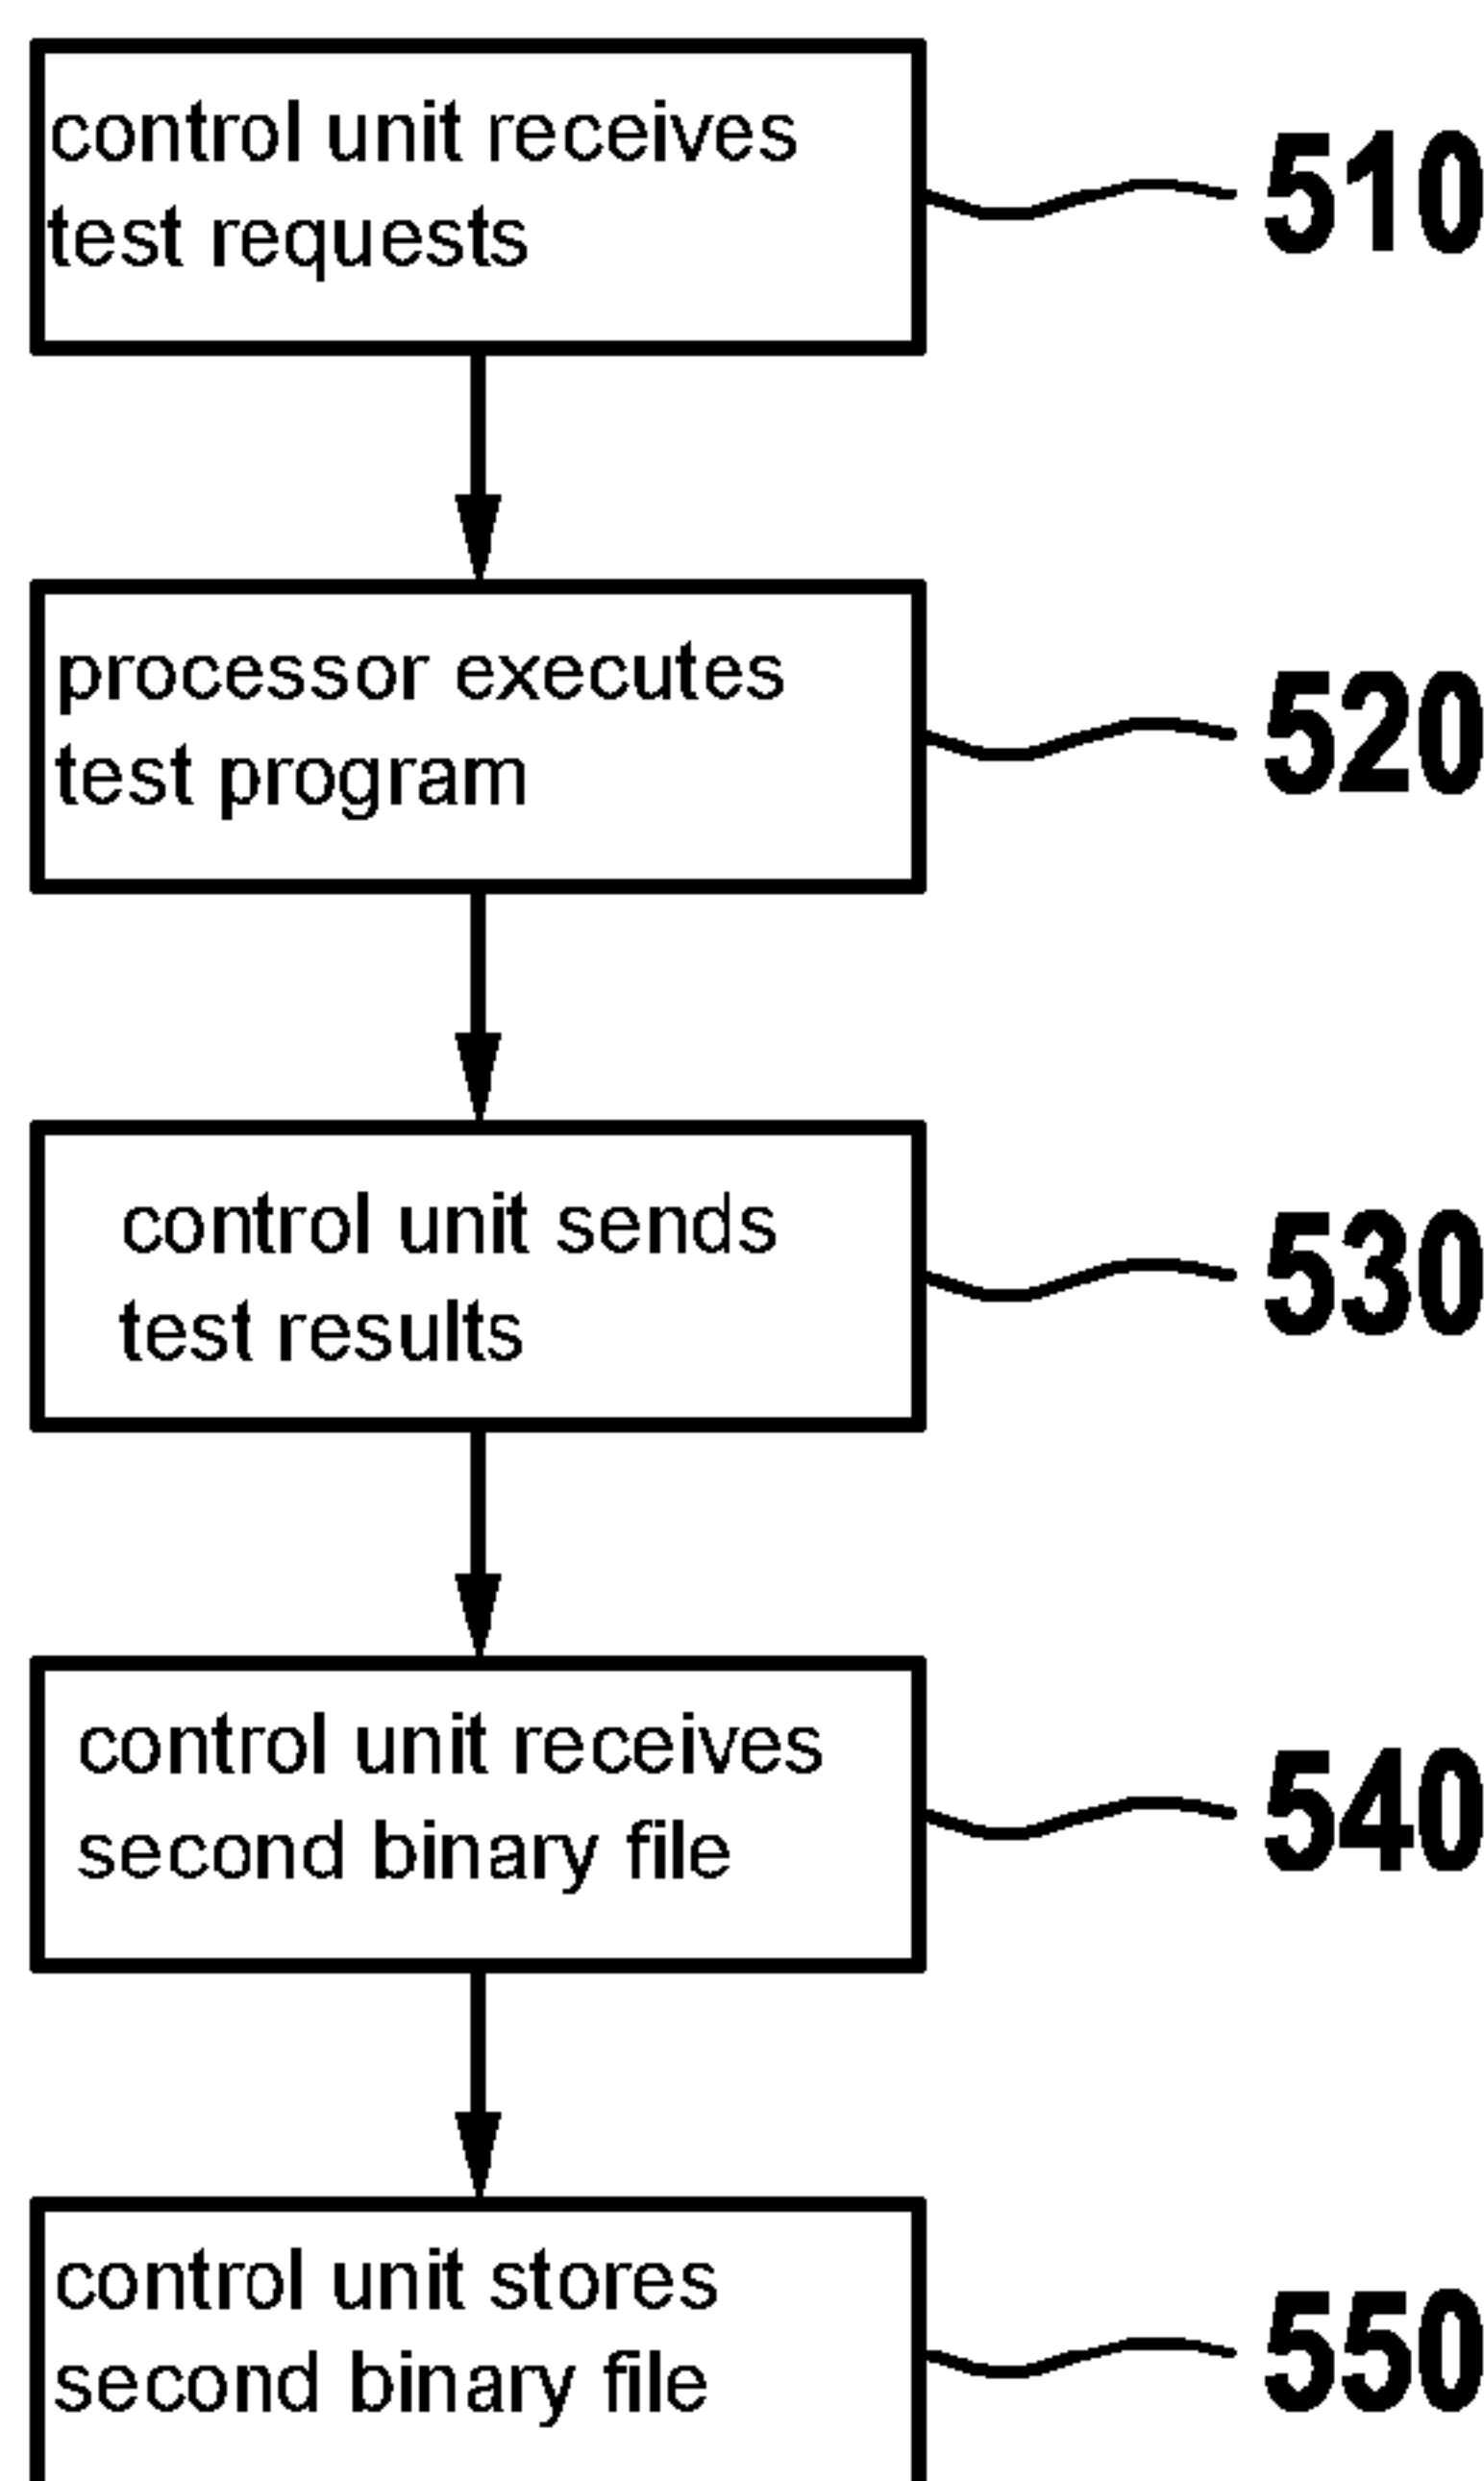 control unit receives
test requests
510
processor executes
test program
520
control unit sends
test results
530
control unit receives
second binary file
540
control unit stores
second binary file
550